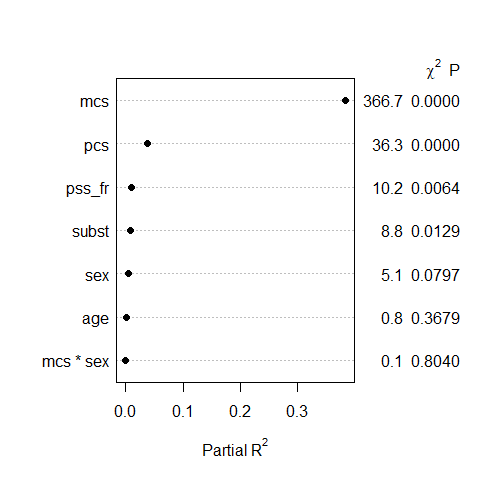 χ² P
mcs 366.7 0.0000
pcs 36.3 0.0000
pss_fr 10.2 0.0064
subst 8.8 0.0129
sex 5.1 0.0797
age 0.8 0.3679
mcs * sex 0.1 0.8040
0.0 0.1 0.2 0.3
Partial R²